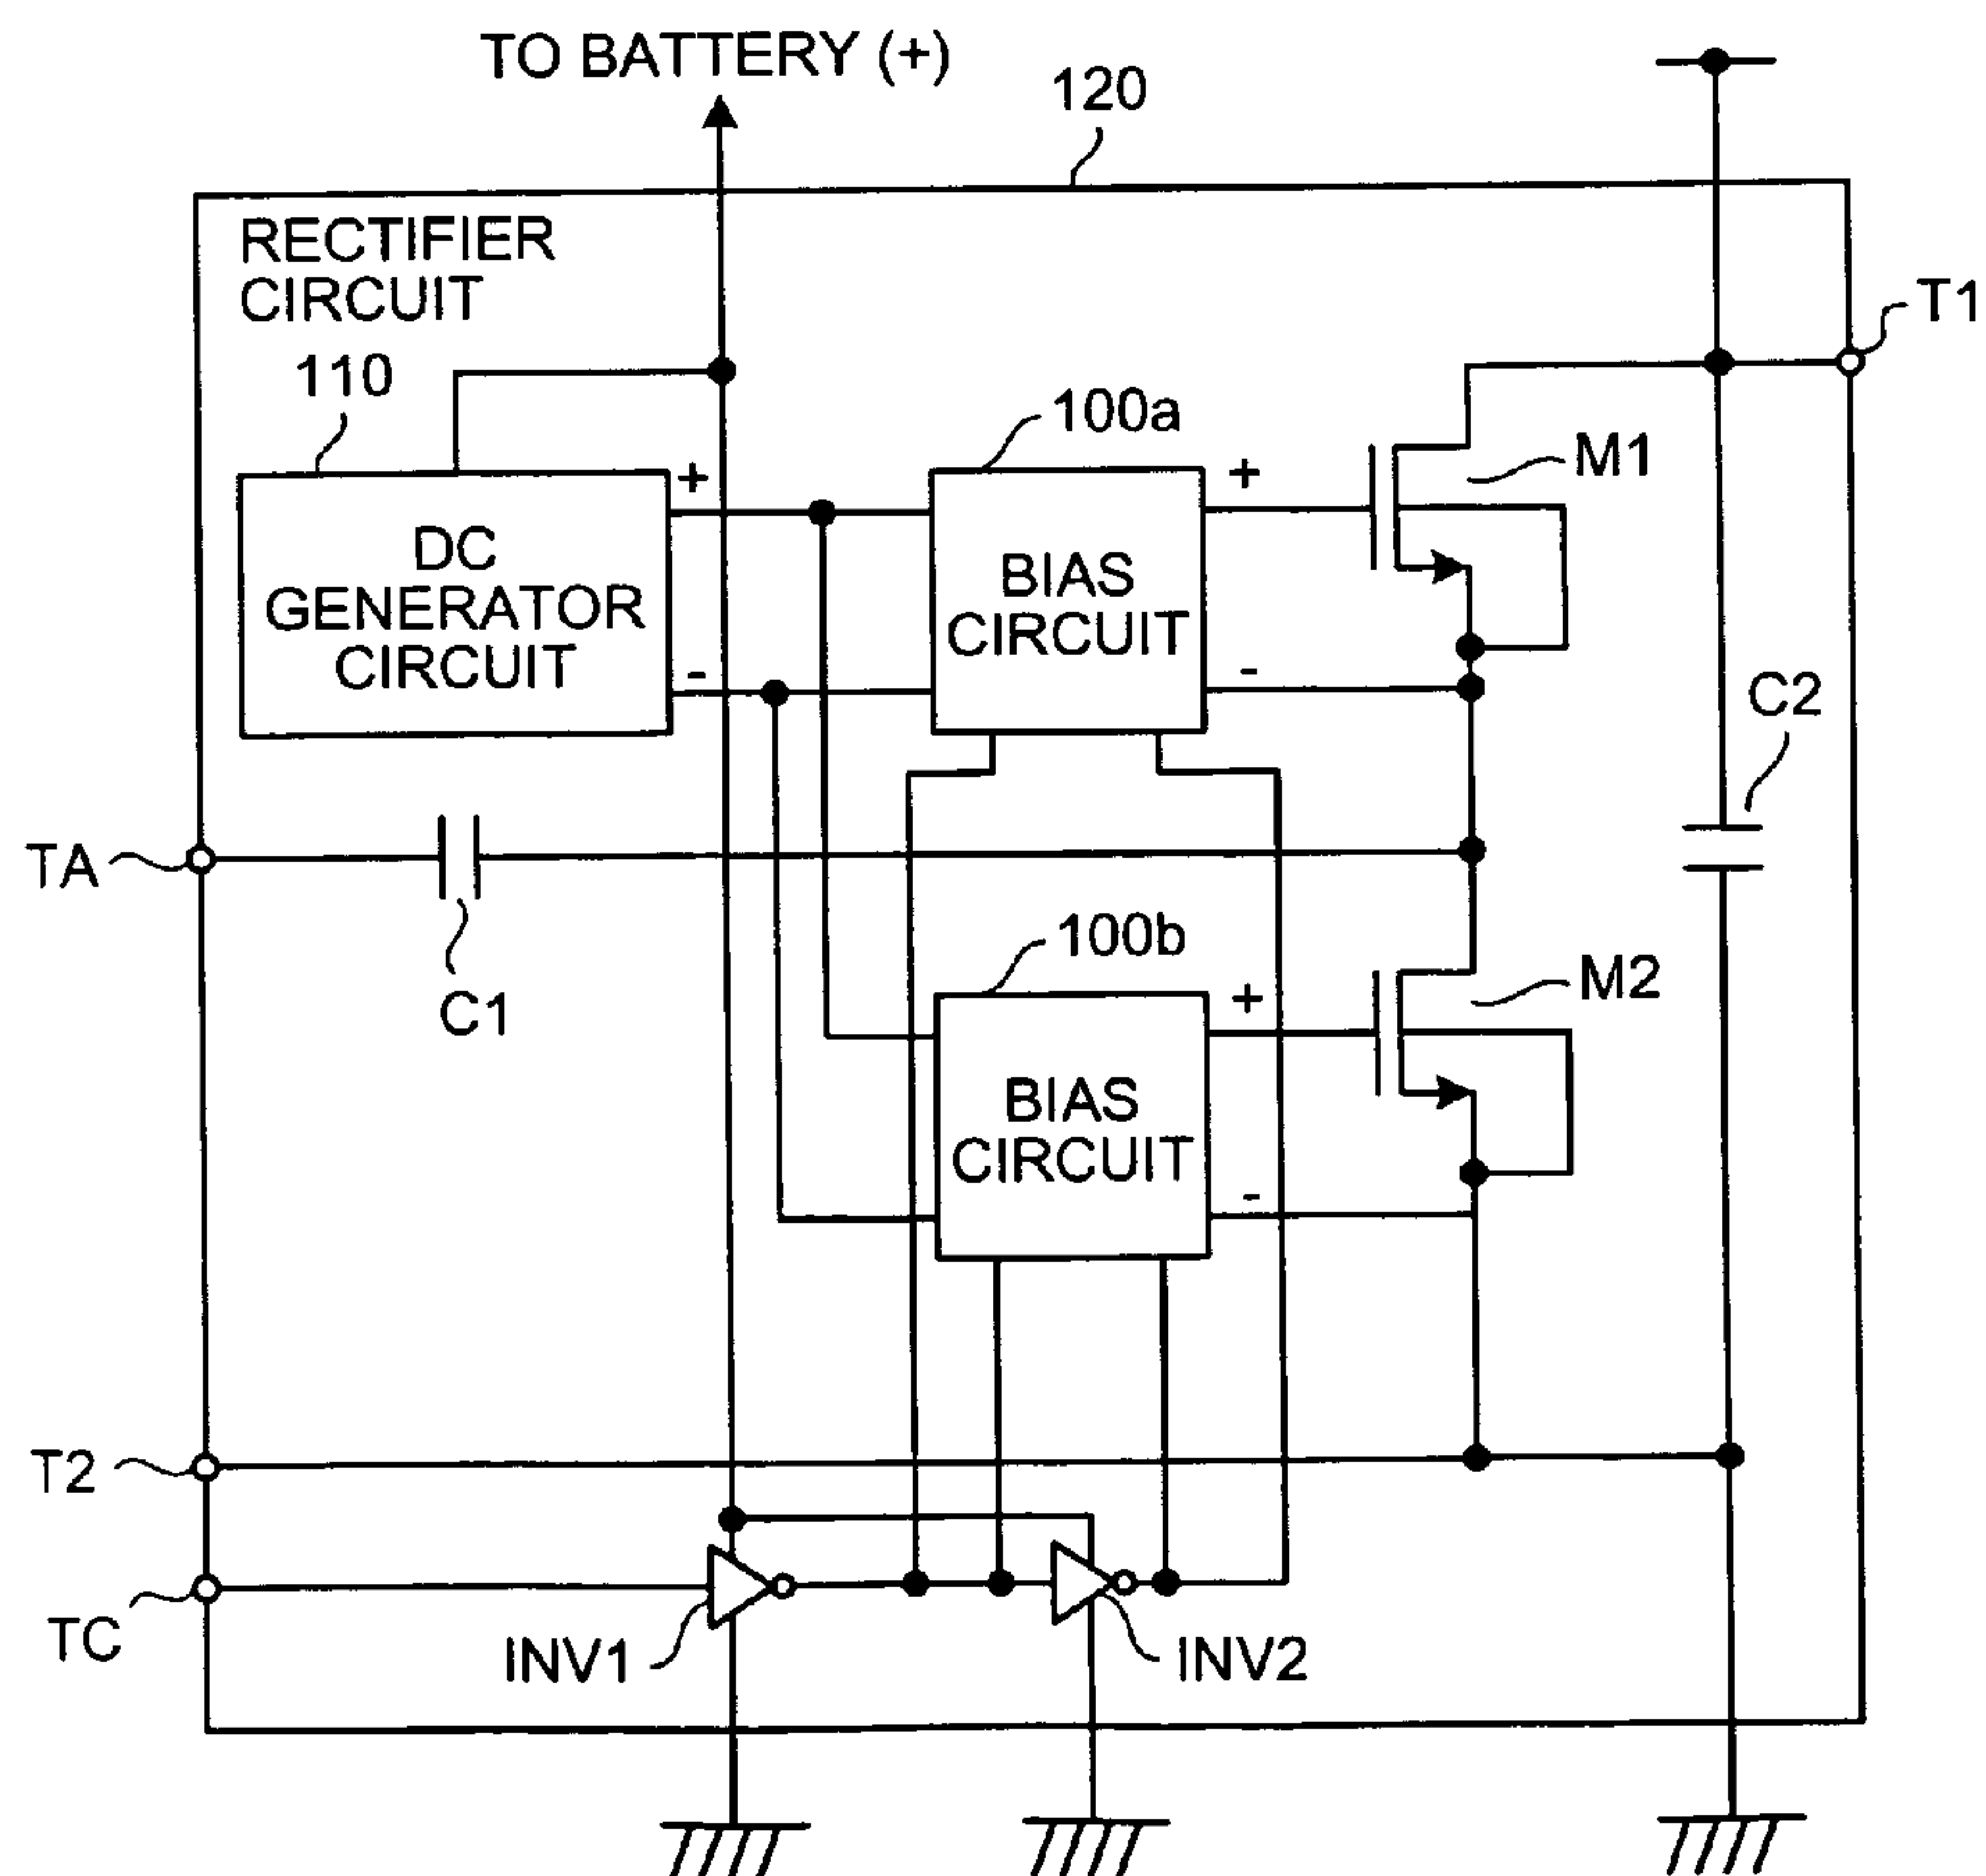 TO BATTERY (+)
120
RECTIFIER
CIRCUIT
T1
110
100a
M1
+
+
DC
GENERATOR
CIRCUIT
BIAS
CIRCUIT
-
-
C2
TA
C1
100b
M2
+
BIAS
CIRCUIT
-
T2
TC
INV1
INV2